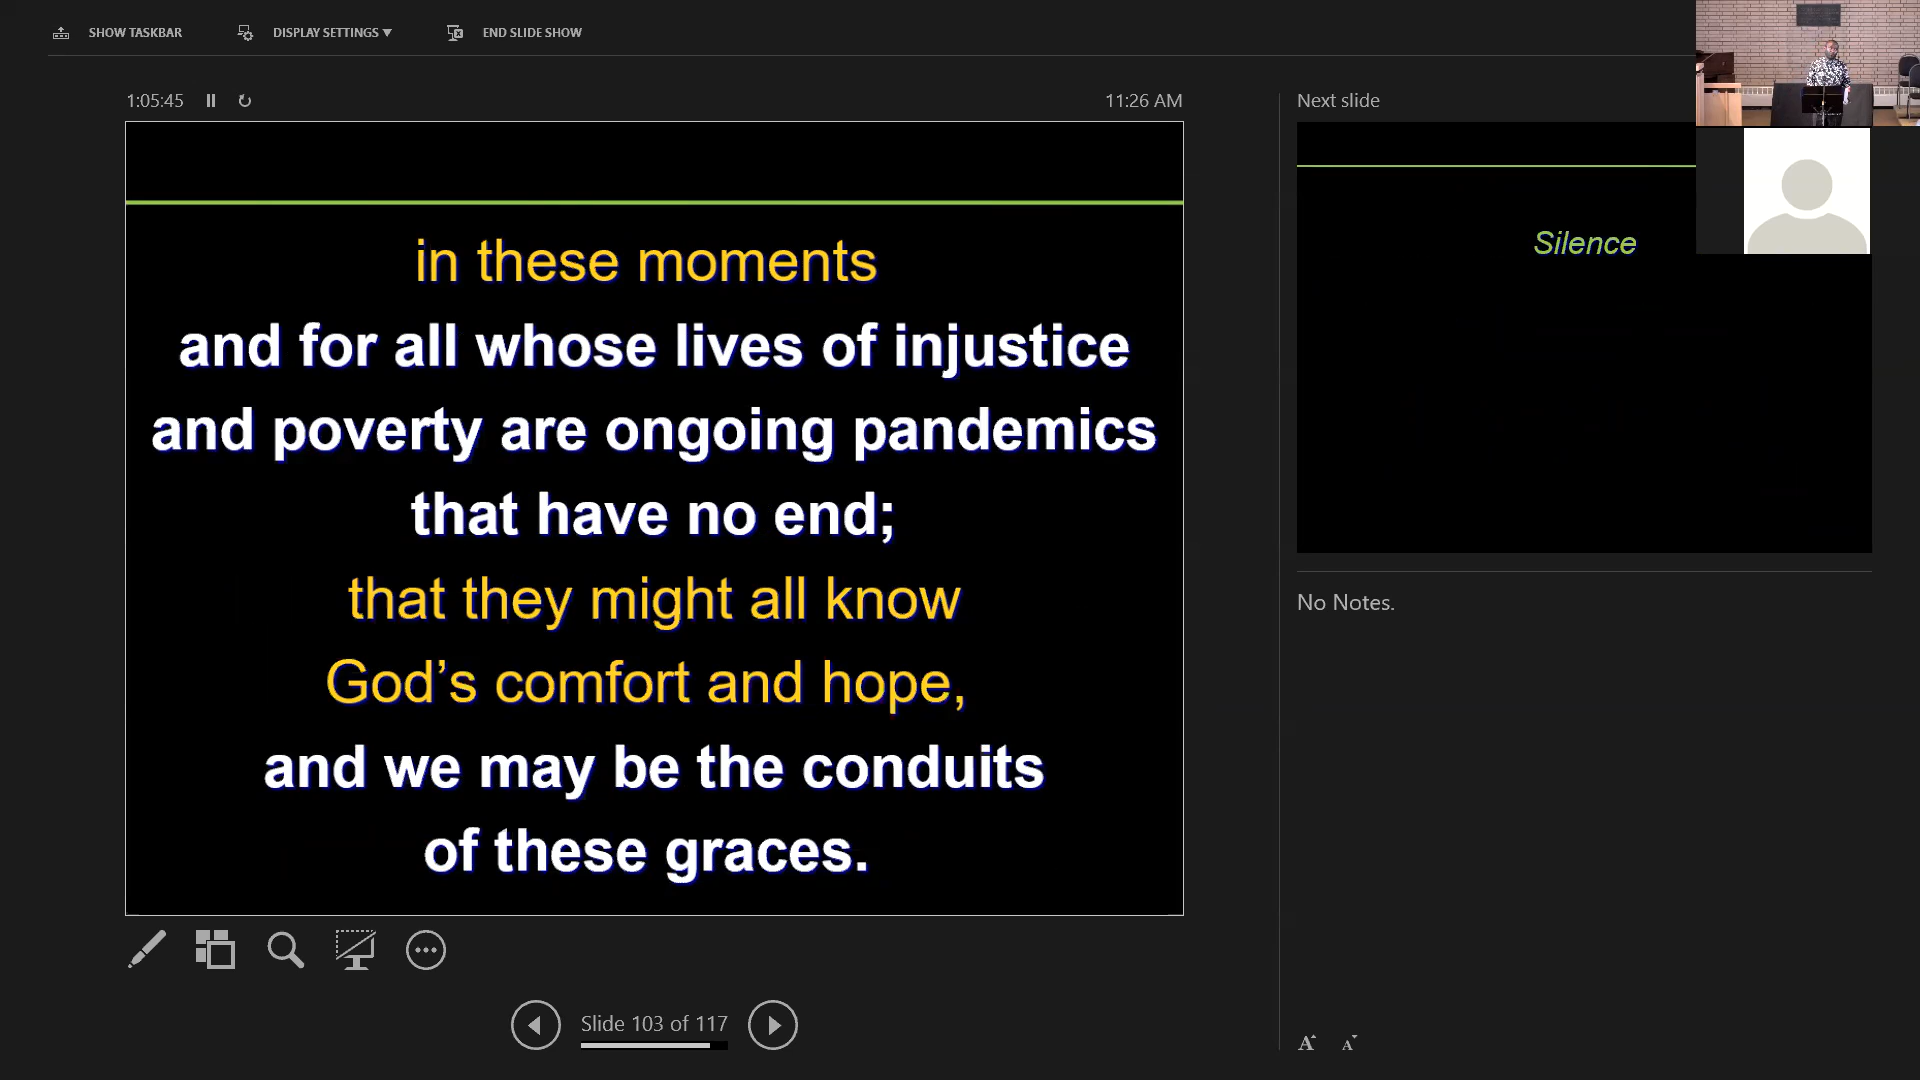 SHOW TASKBAR
DISPLAY SETTINGS ▾
END SLIDE SHOW
1:05:45
11:26 AM
in these moments
and for all whose lives of injustice
and poverty are ongoing pandemics
that have no end;
that they might all know
God’s comfort and hope,
and we may be the conduits
of these graces.
Slide 103 of 117
Next slide
Silence
No Notes.
A A